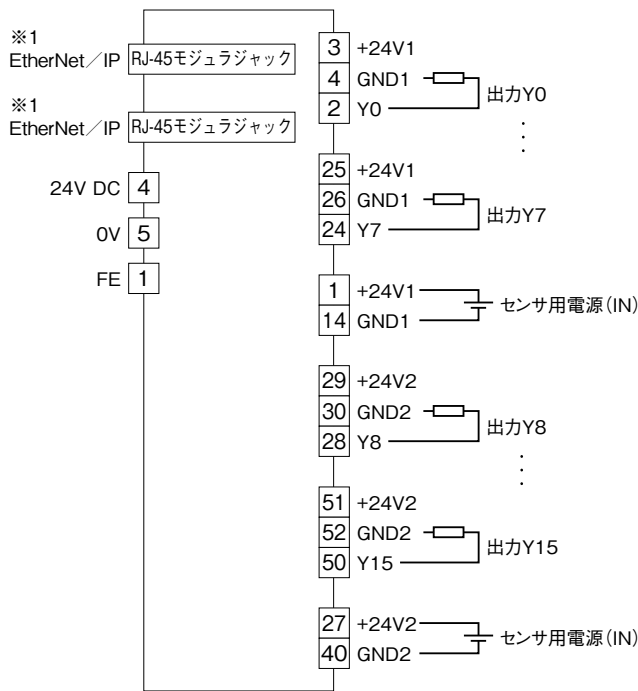 ※1
EtherNet／IP RJ-45モジュラジャック
※1
EtherNet／IP RJ-45モジュラジャック
24V DC 4
0V 5
FE 1
3 +24V1
4 GND1
2 Y0
出力Y0
25 +24V1
26 GND1
24 Y7
出力Y7
1 +24V1
14 GND1
センサ用電源（IN）
29 +24V2
30 GND2
28 Y8
出力Y8
51 +24V2
52 GND2
50 Y15
出力Y15
27 +24V2
40 GND2
センサ用電源（IN）